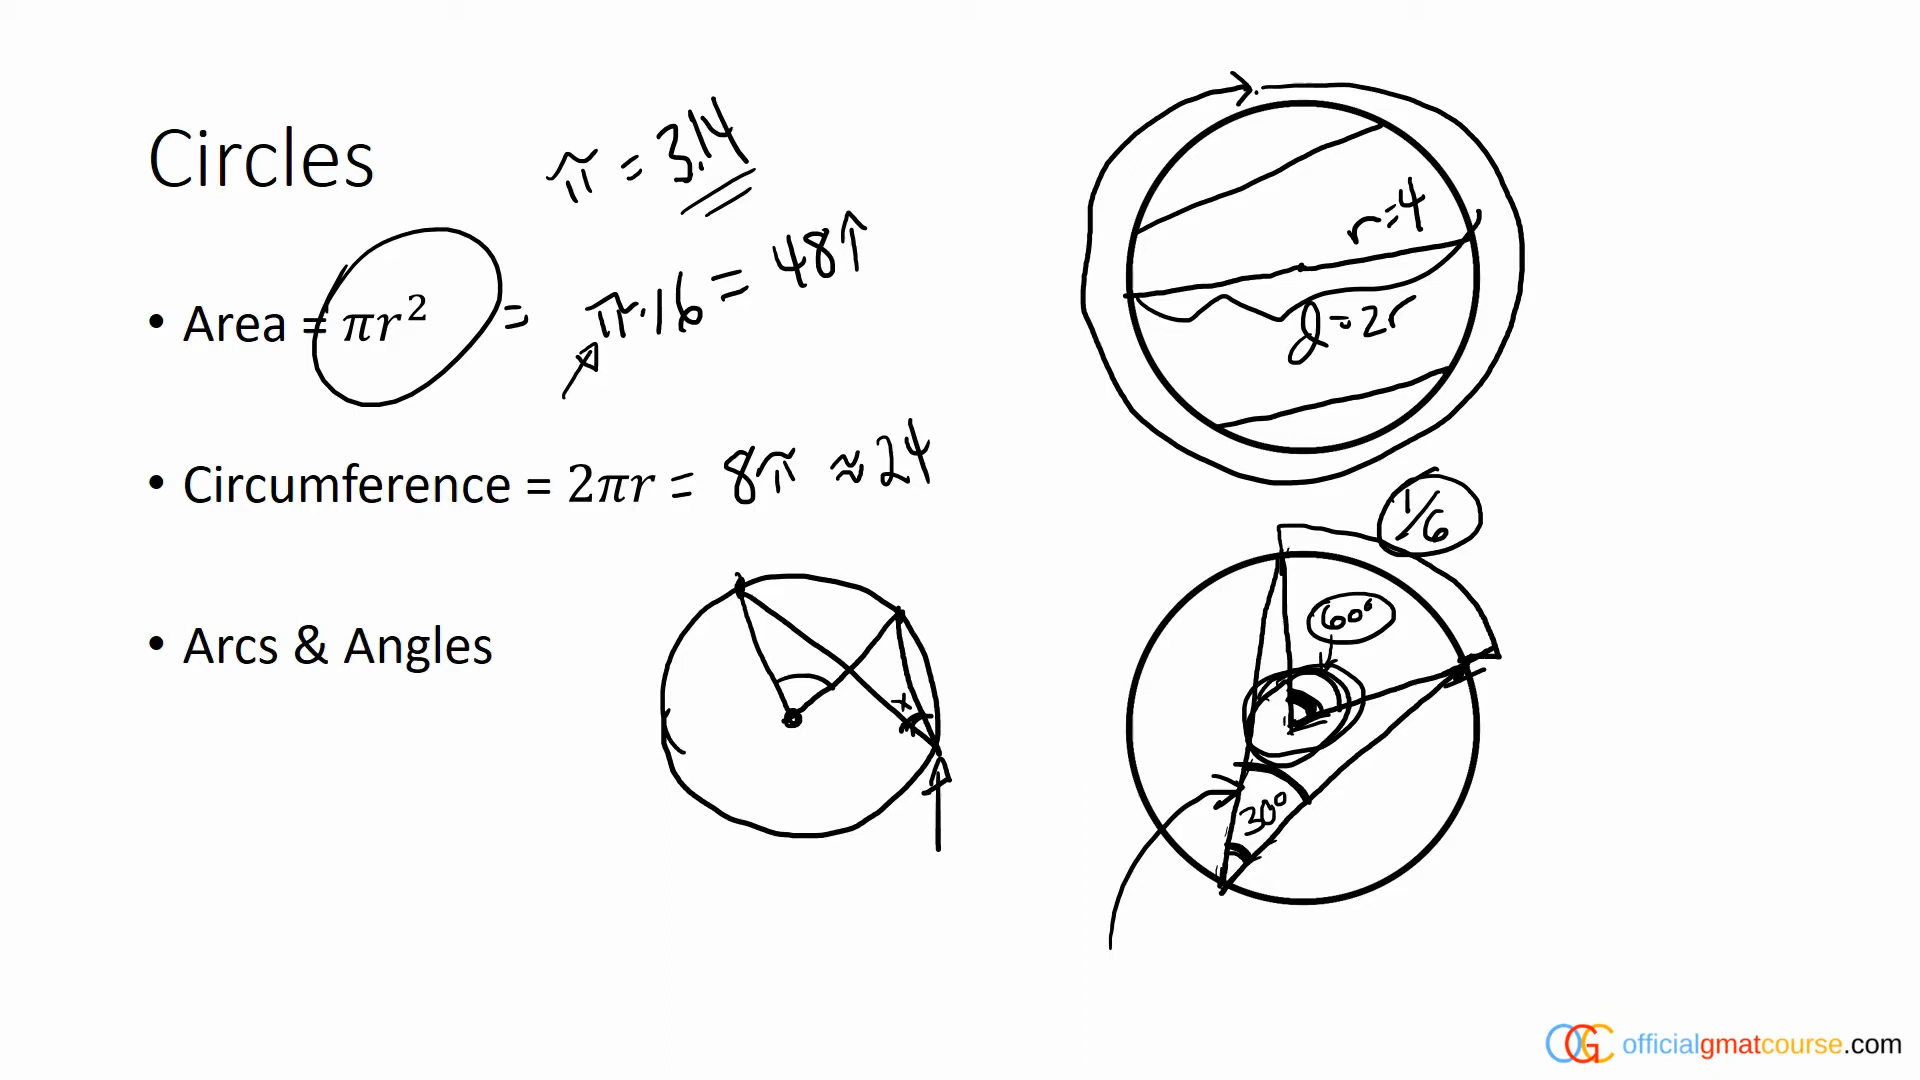 Circles
π = 3.14
• Area = πr² = π·16 = 48↑
• Circumference = 2πr = 8π ≈ 24
• Arcs & Angles
r=4
d=2r
1/6
60°
30°
x
officialgmatcourse.com